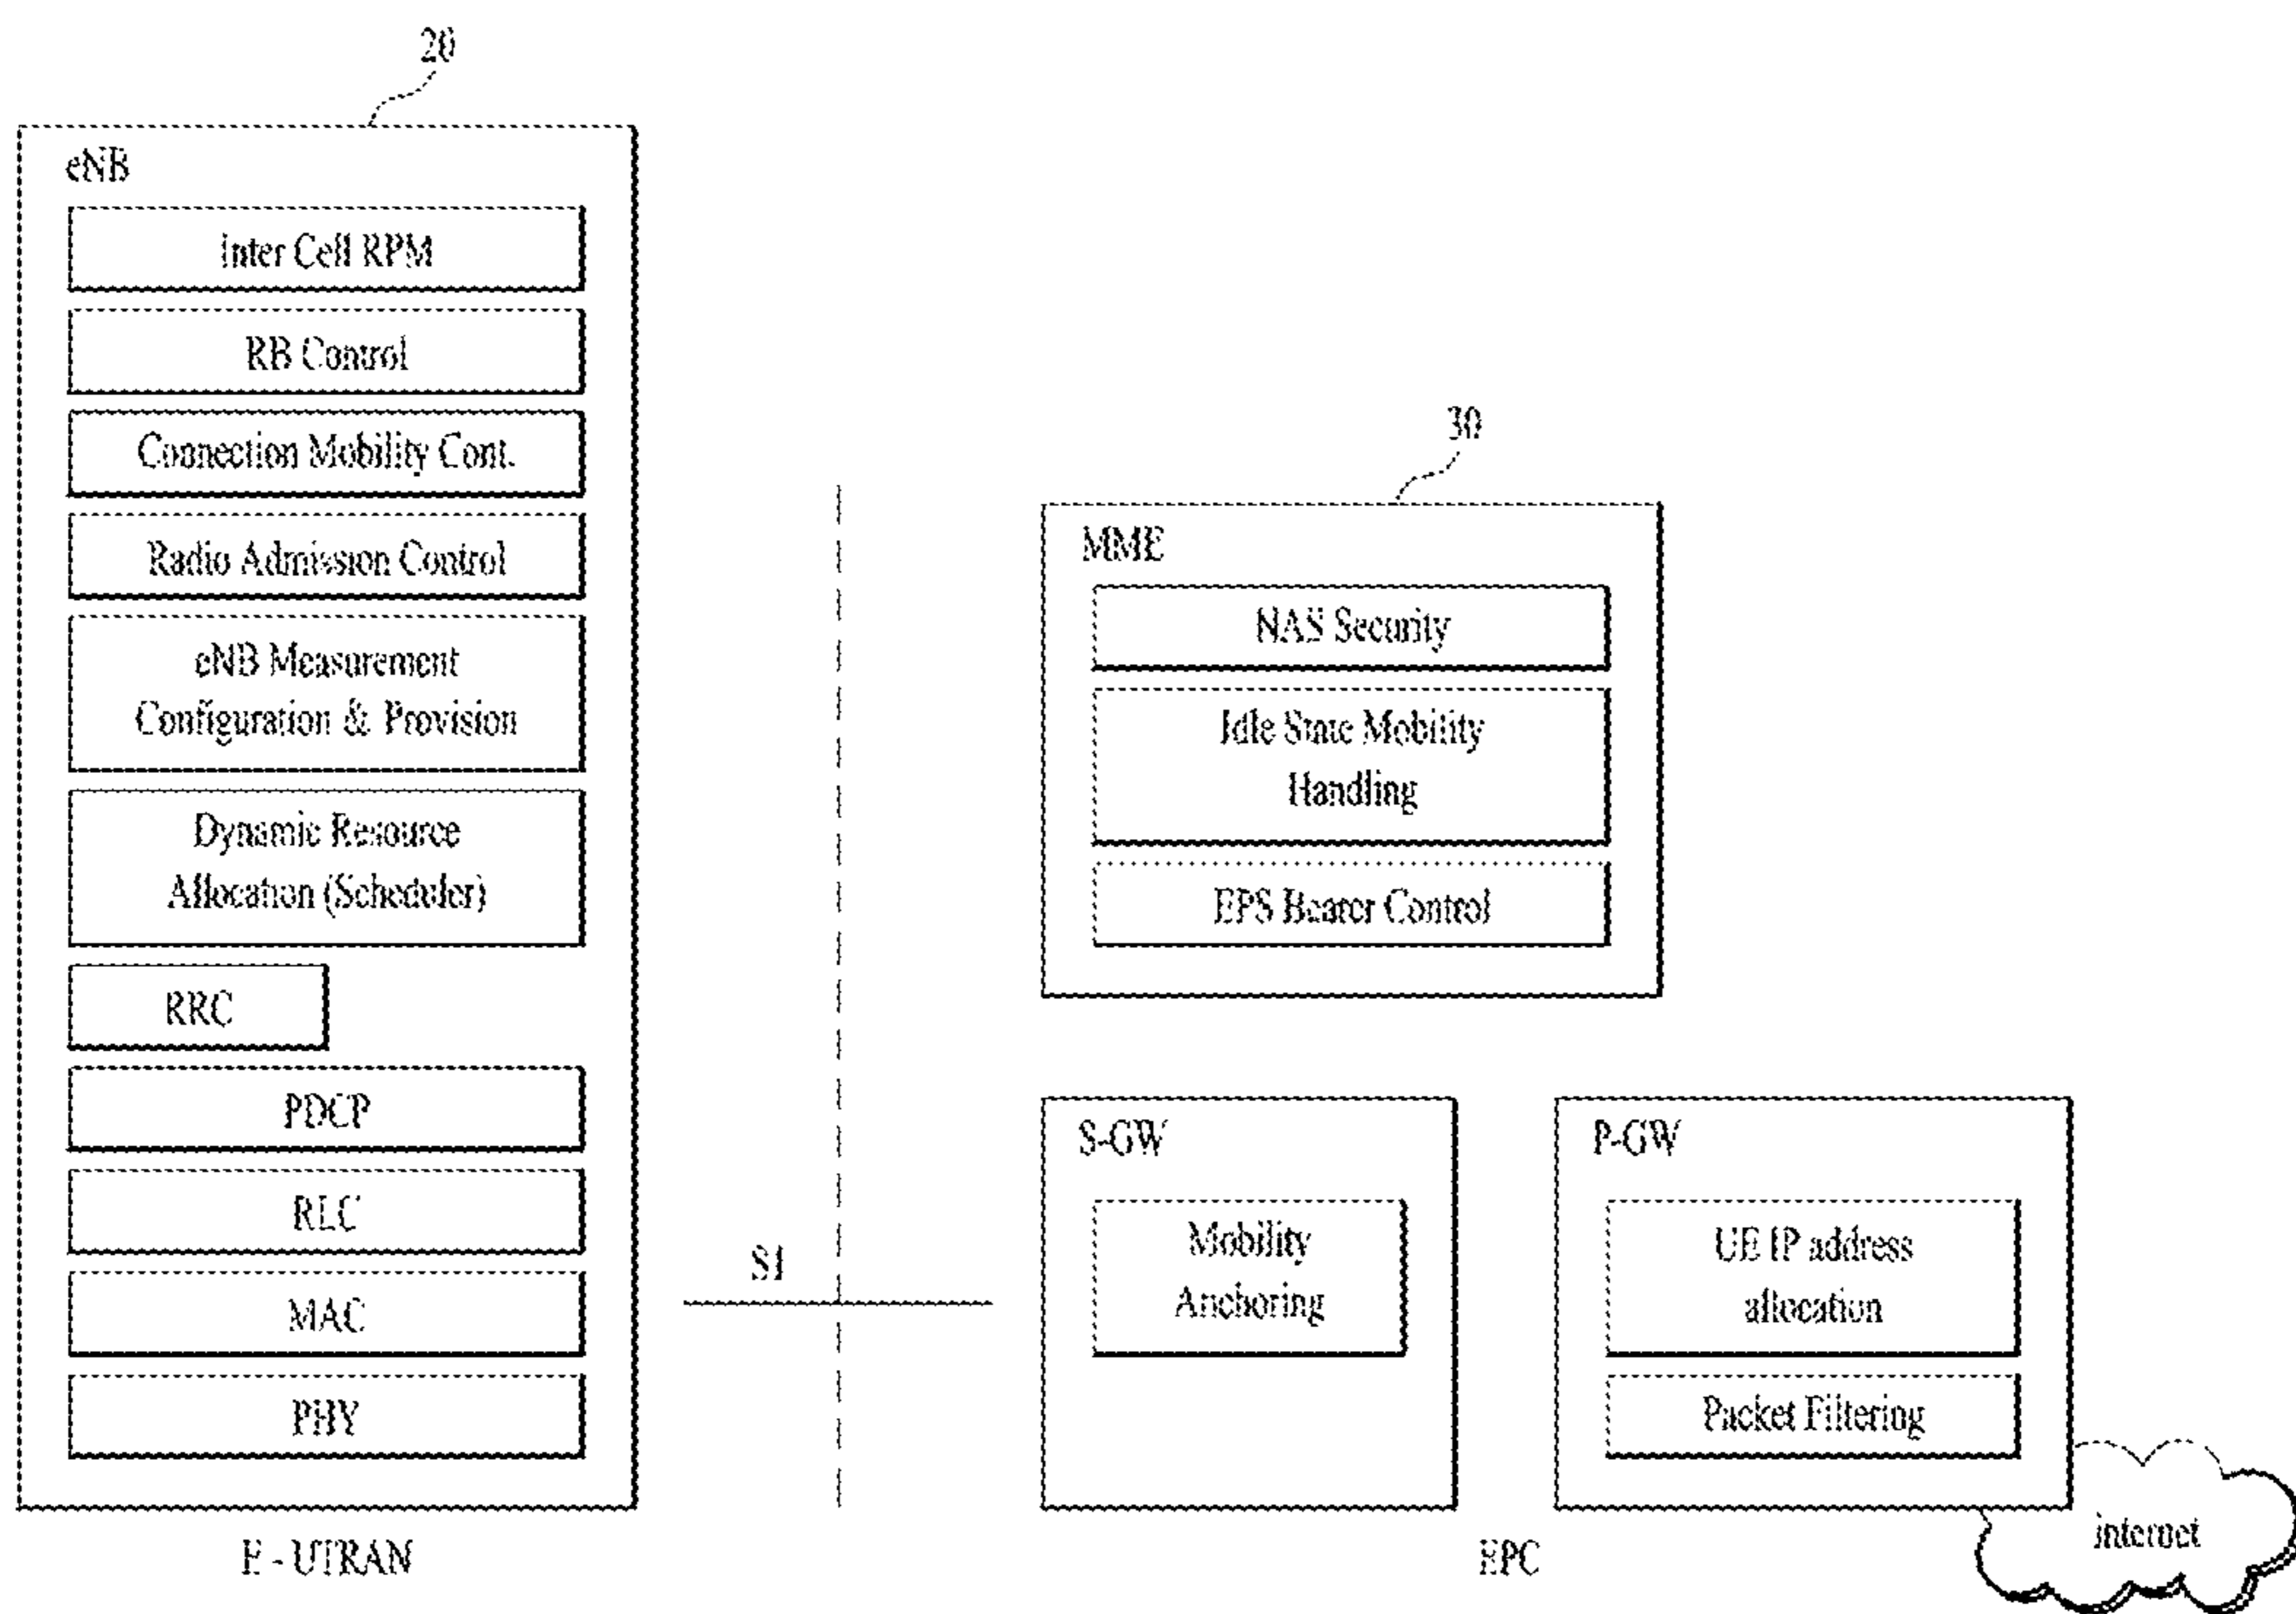 20
eNB
inter Cell RPM
RB Control
Connection Mobility Cont.
Radio Admission Control
eNB Measurement
Configuration & Provision
Dynamic Resource
Allocation (Scheduler)
RRC
PDCP
RLC
MAC
PHY
E - UTRAN
S1
30
MME
NAS Security
Idle State Mobility
Handling
EPS Bearer Control
S-GW
Mobility
Anchoring
P-GW
UE IP address
allocation
Packet Filtering
EPC
internet